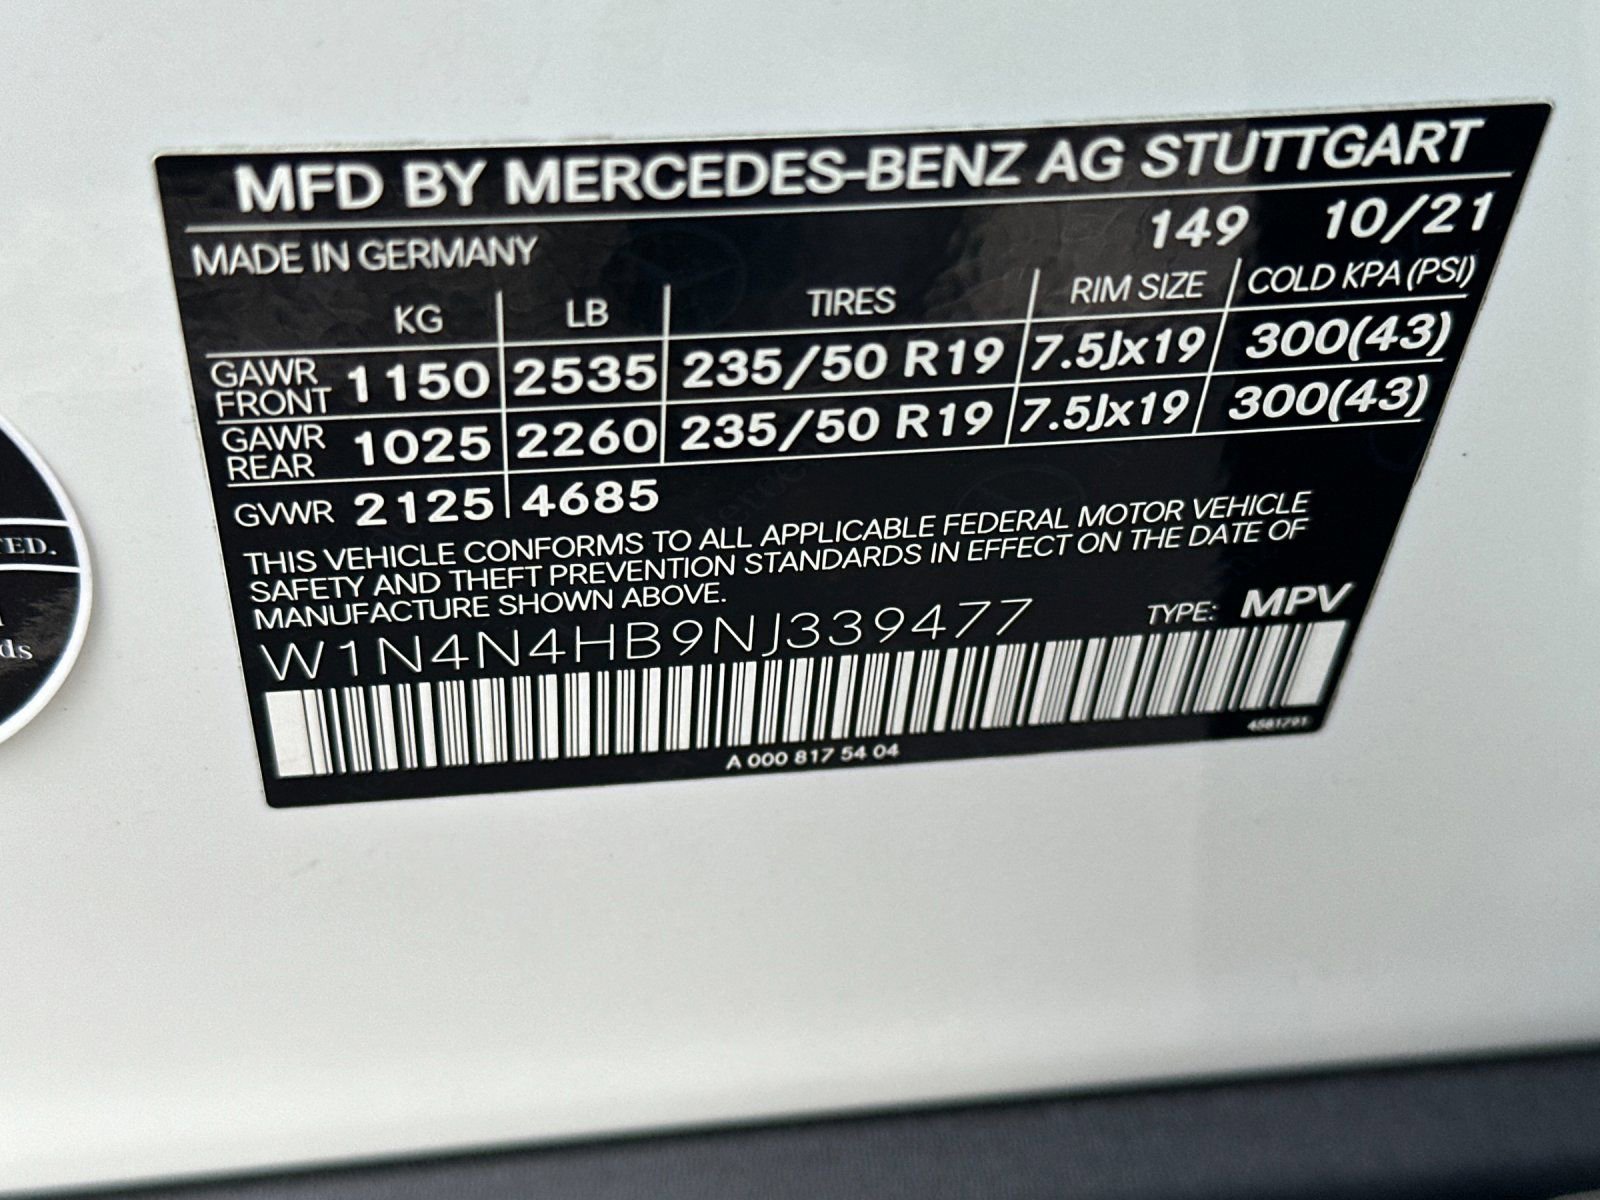 MFD BY MERCEDES-BENZ AG STUTTGART
MADE IN GERMANY 149 10/21
KG LB TIRES RIM SIZE COLD KPA (PSI)
GAWR FRONT 1150 2535 235/50 R19 7.5Jx19 300(43)
GAWR REAR 1025 2260 235/50 R19 7.5Jx19 300(43)
GVWR 2125 4685
THIS VEHICLE CONFORMS TO ALL APPLICABLE FEDERAL MOTOR VEHICLE
SAFETY AND THEFT PREVENTION STANDARDS IN EFFECT ON THE DATE OF
MANUFACTURE SHOWN ABOVE.
W1N4N4HB9NJ339477 TYPE: MPV
A 000 817 54 04
TED.
ds